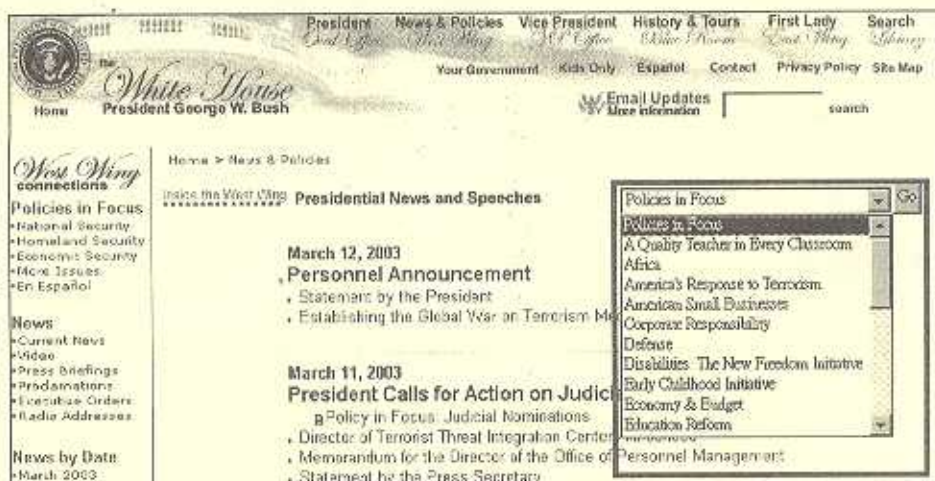 President News & Policies Vice President History & Tours First Lady Search
West Wing East Wing Library
Your Government Kids Only Español Contact Privacy Policy Site Map
the White House
President George W. Bush
Home
Email Updates
More information
search
Home > News & Policies
West Wing
connections
Policies in Focus
•National Security
•Homeland Security
•Economic Security
•More Issues
•En Español
News
•Current News
•Video
•Press Briefings
•Proclamations
•Executive Orders
•Radio Addresses
News by Date
•March 2003
Inside the West Wing Presidential News and Speeches
March 12, 2003
Personnel Announcement
Statement by the President
Establishing the Global War on Terrorism
March 11, 2003
President Calls for Action on
Policy in Focus: Judicial Nominations
Director of Terrorist Threat Integration Center
Memorandum for the Director of the Office of Personnel Management
Statement by the Press Secretary
Policies in Focus Go
Policies in Focus
A Quality Teacher in Every Classroom
Africa
America's Response to Terrorism
American Small Businesses
Corporate Responsibility
Defense
Disabilities: The New Freedom Initiative
Early Childhood Initiative
Economy & Budget
Education Reform